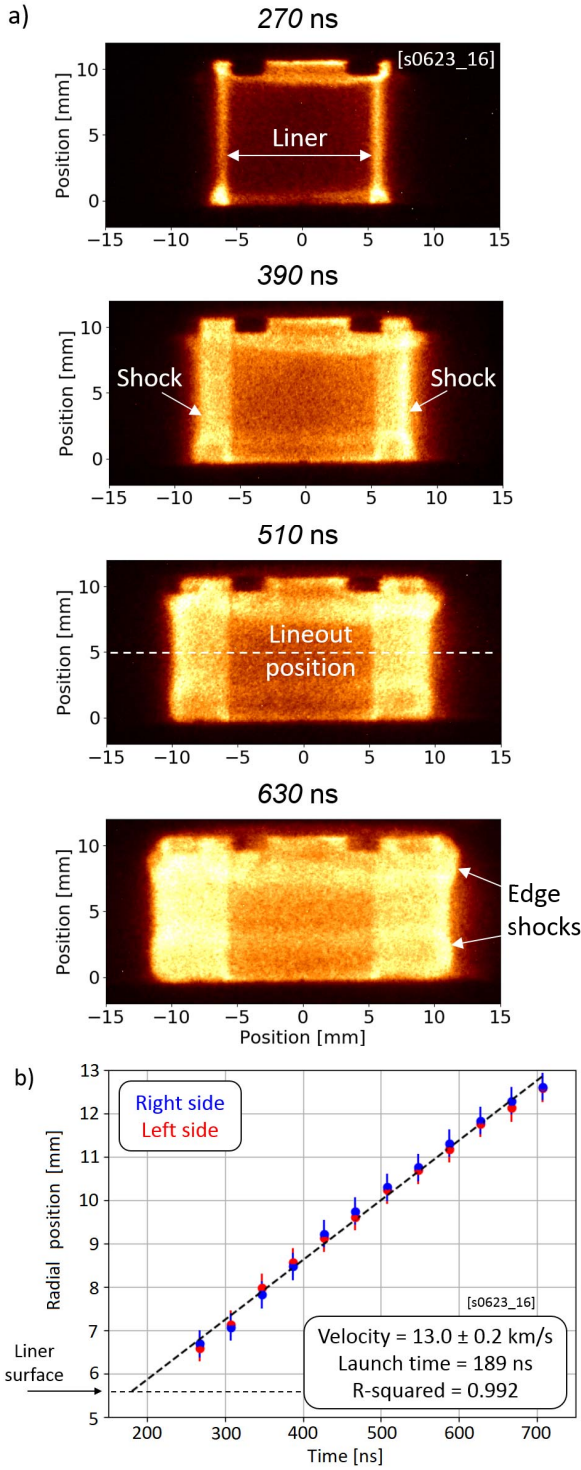 a)
270 ns
[s0623_16]
Position [mm]
10
5
0
Liner
−15 −10 −5 0 5 10 15
390 ns
Position [mm]
10
5
0
Shock
Shock
−15 −10 −5 0 5 10 15
510 ns
Position [mm]
10
5
0
Lineout
position
−15 −10 −5 0 5 10 15
630 ns
Position [mm]
10
5
0
Edge
shocks
−15 −10 −5 0 5 10 15
Position [mm]
b)
Radial position [mm]
13
12
11
10
9
8
7
6
5
Right side
Left side
Liner
surface
[s0623_16]
Velocity = 13.0 ± 0.2 km/s
Launch time = 189 ns
R-squared = 0.992
200 300 400 500 600 700
Time [ns]